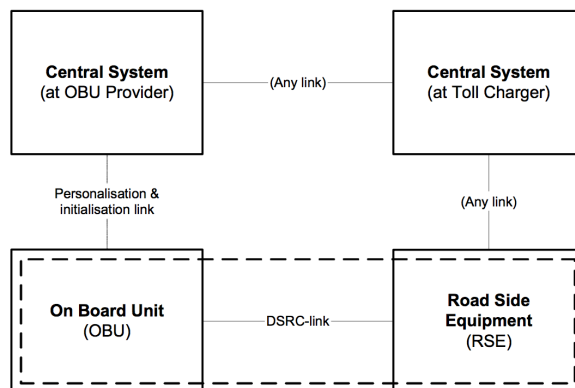 Central System
(at OBU Provider)
(Any link)
Central System
(at Toll Charger)
Personalisation &
initialisation link
(Any link)
On Board Unit
(OBU)
DSRC-link
Road Side
Equipment
(RSE)